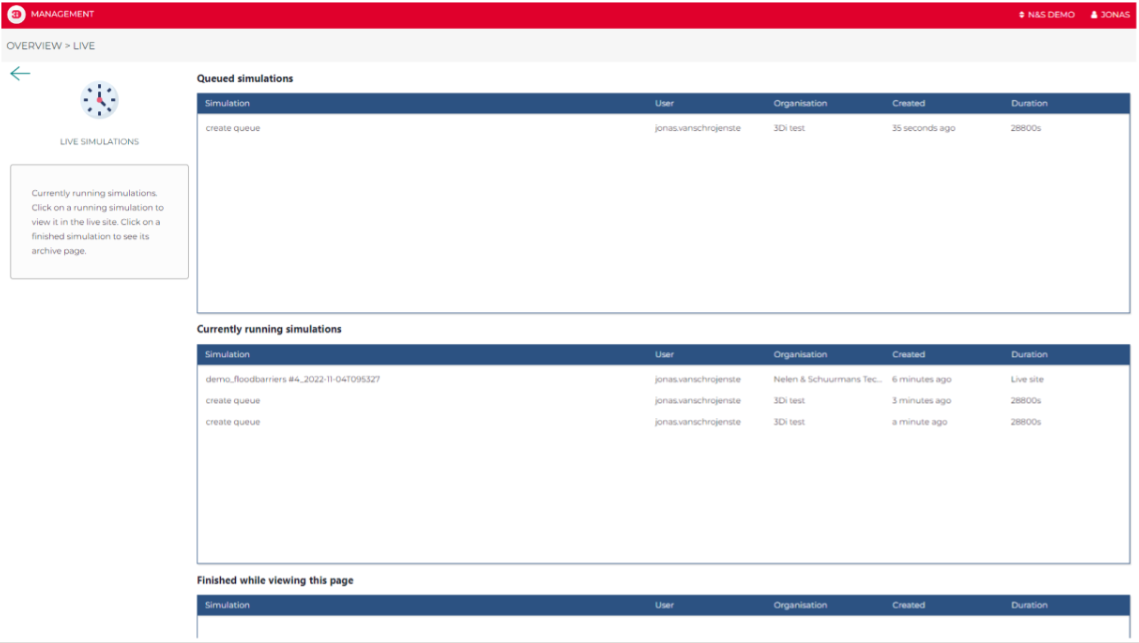 MANAGEMENT N&S DEMO JONAS
OVERVIEW > LIVE
LIVE SIMULATIONS
Currently running simulations.
Click on a running simulation to
view it in the live site. Click on a
finished simulation to see its
archive page.
Queued simulations
Simulation User Organisation Created Duration
create queue jonas.vanschrojenste 3Di test 35 seconds ago 28800s
Currently running simulations
Simulation User Organisation Created Duration
demo_floodbarriers #4_2022-11-04T095327 jonas.vanschrojenste Nelen & Schuurmans Tec... 6 minutes ago Live site
create queue jonas.vanschrojenste 3Di test 3 minutes ago 28800s
create queue jonas.vanschrojenste 3Di test a minute ago 28800s
Finished while viewing this page
Simulation User Organisation Created Duration